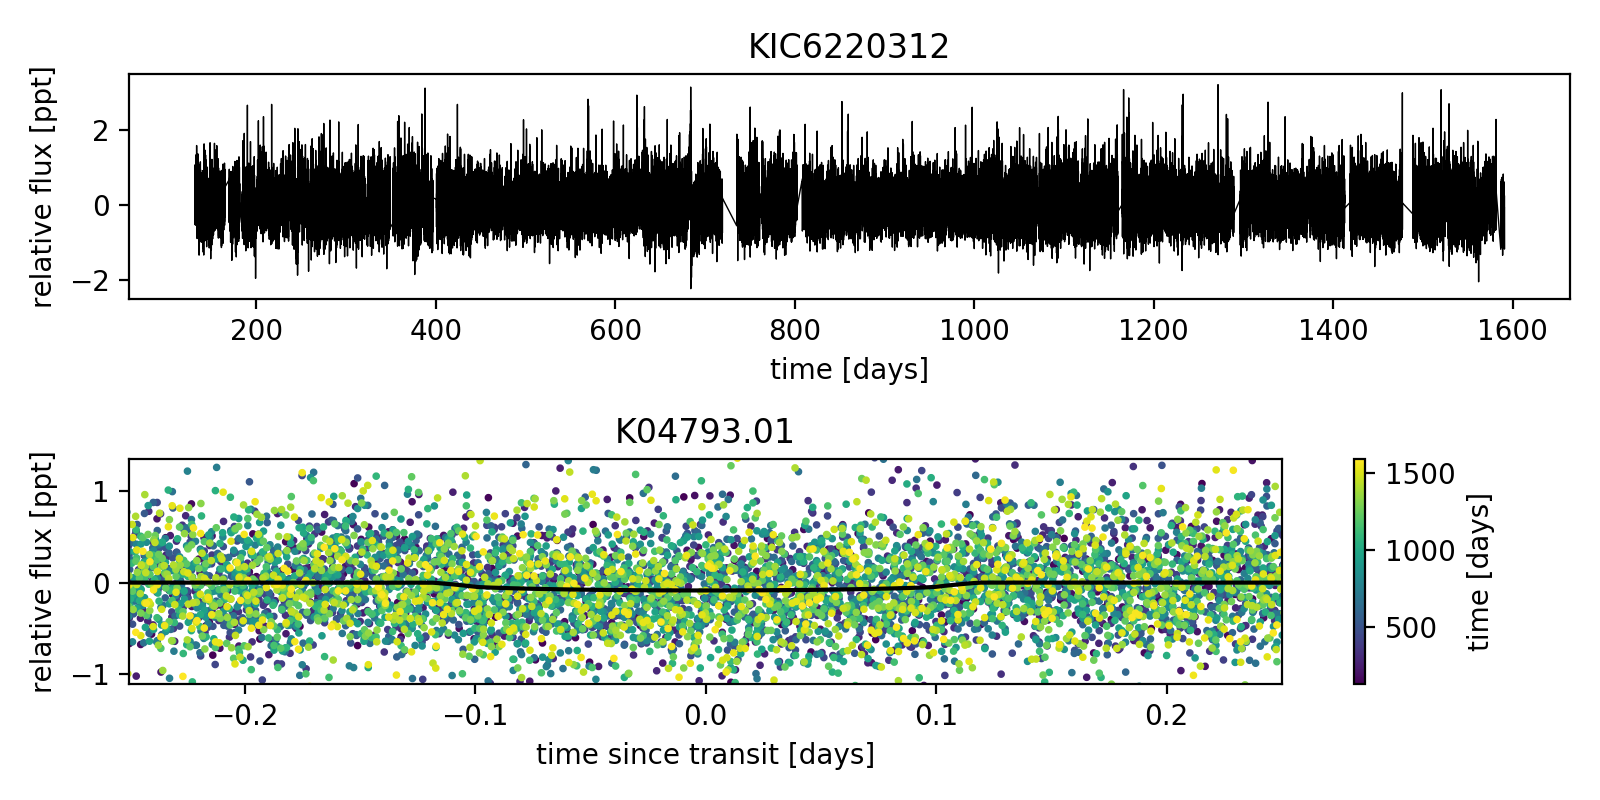 KIC6220312
relative flux [ppt]
2
0
−2
200 400 600 800 1000 1200 1400 1600
time [days]
K04793.01
relative flux [ppt]
1
0
−1
−0.2 −0.1 0.0 0.1 0.2
time since transit [days]
1500
1000
500
time [days]